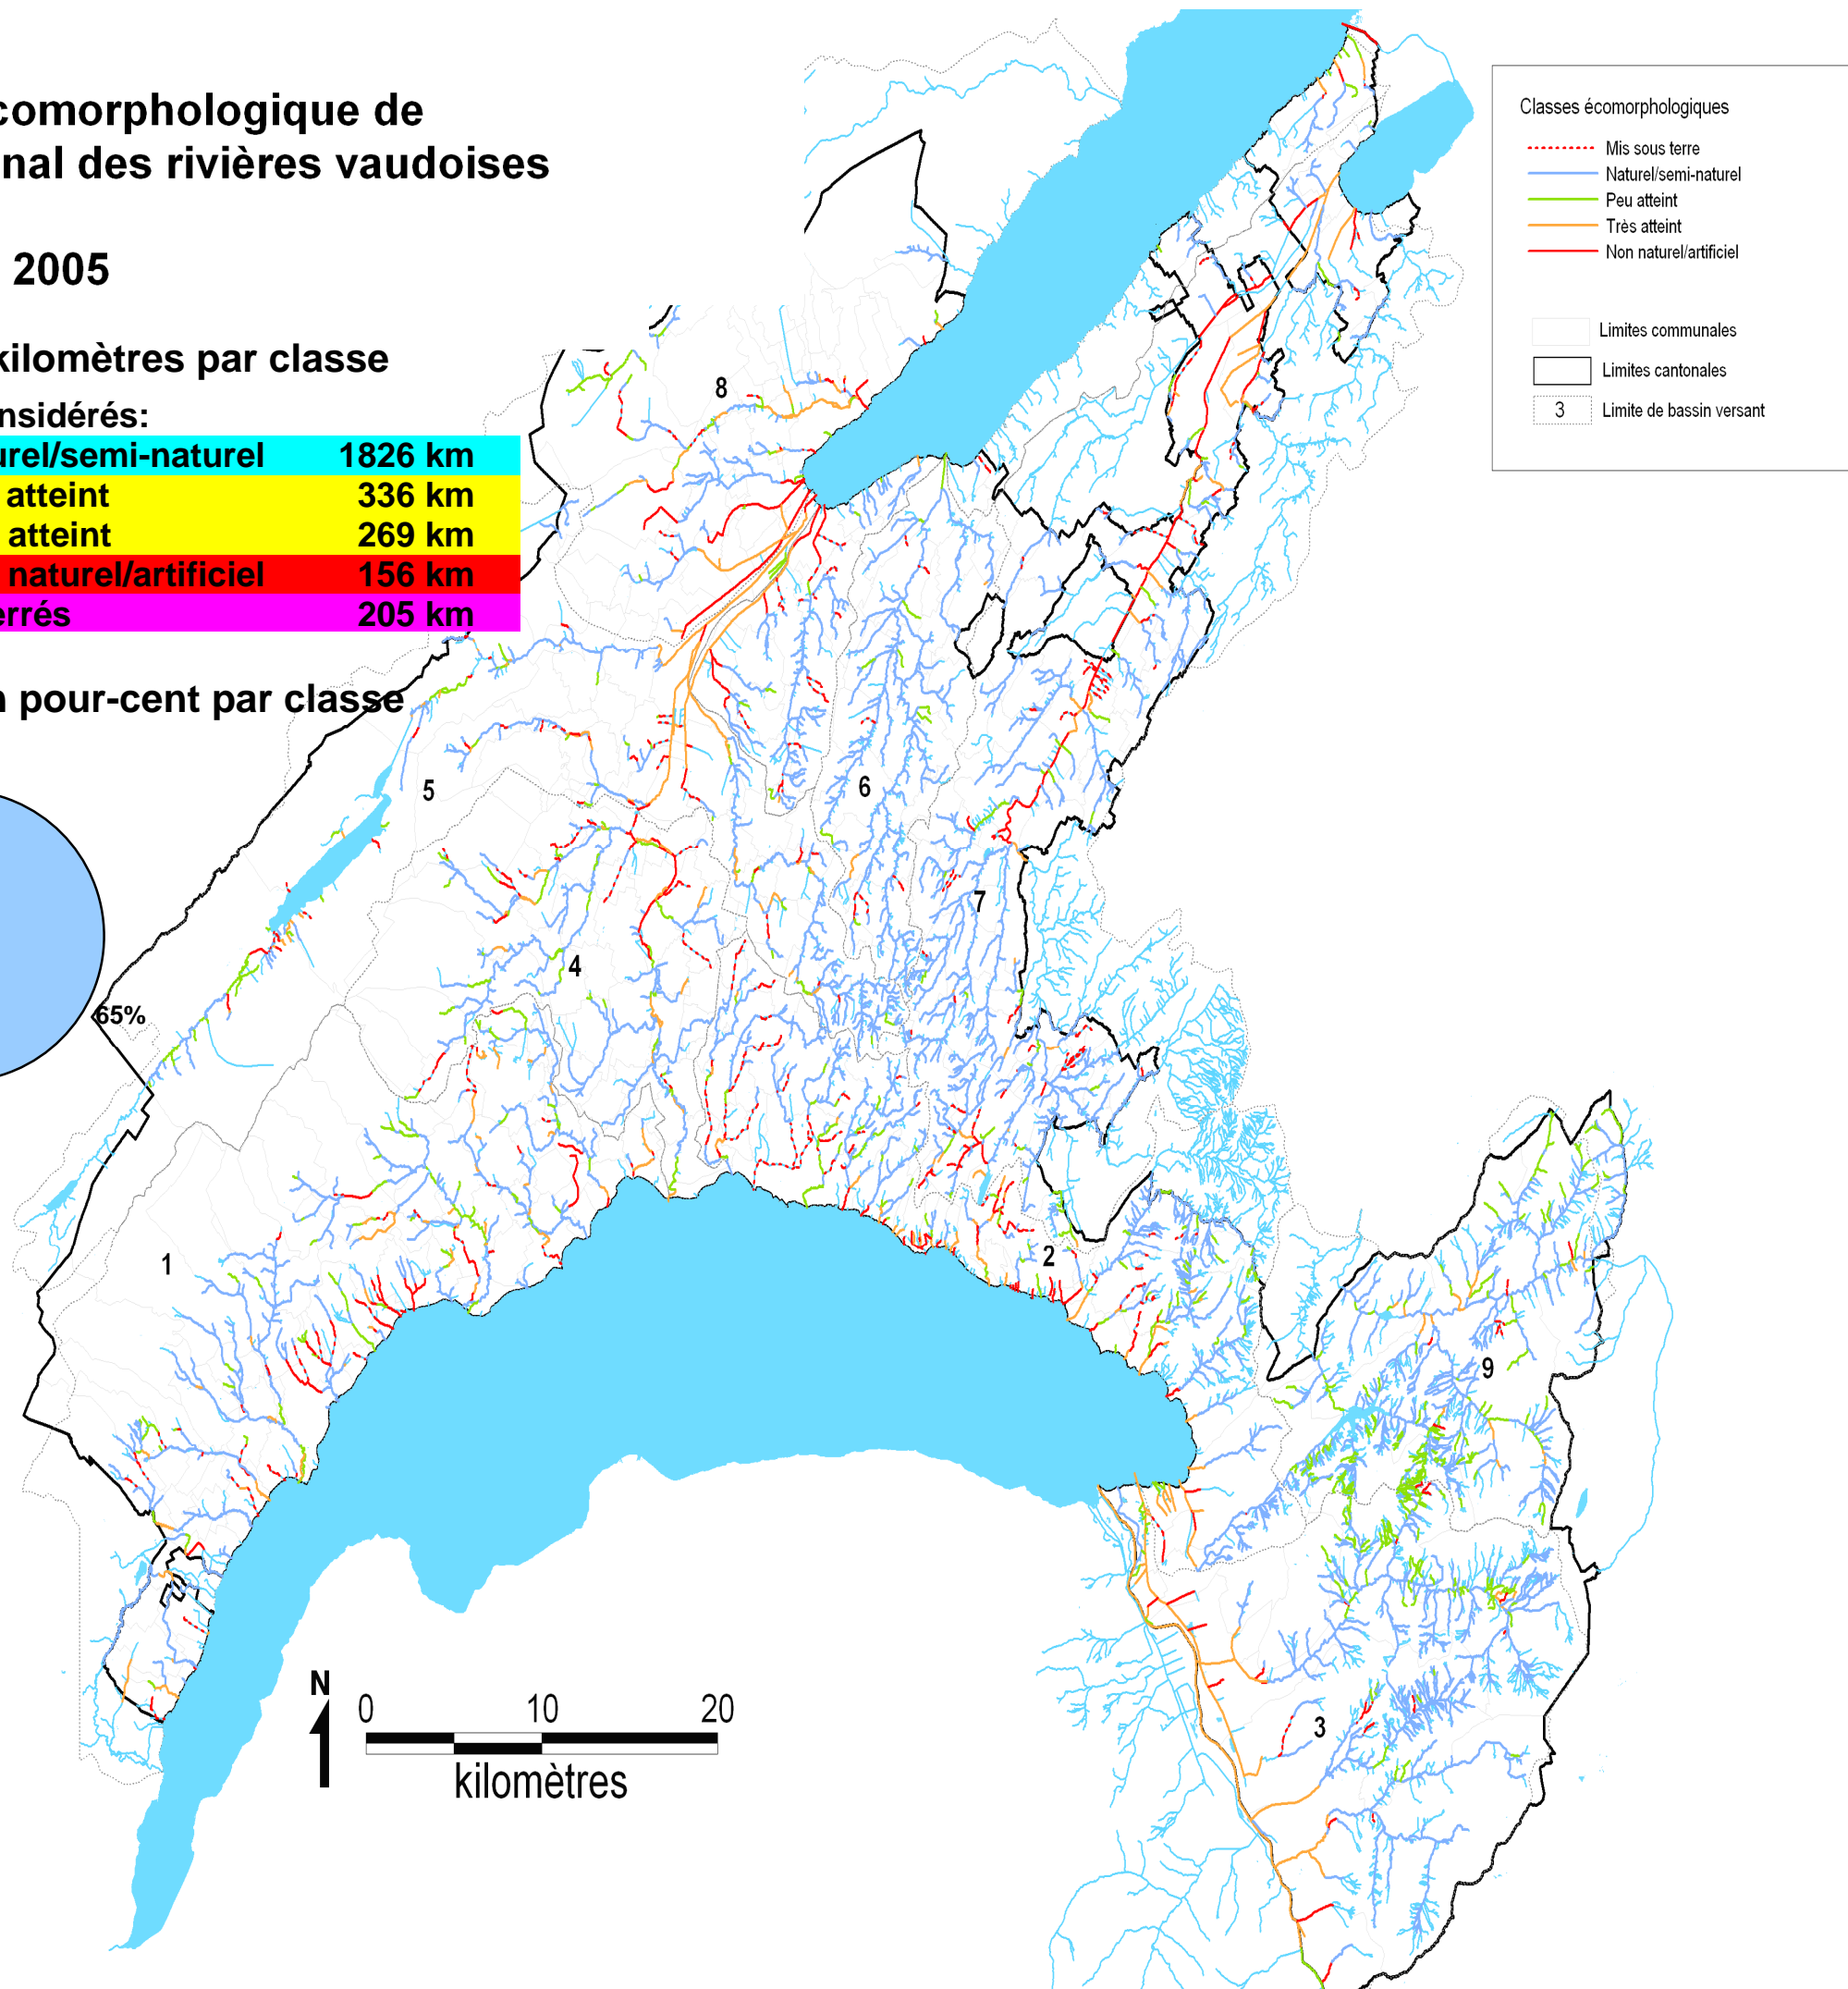 comorphologique de
nal des rivières vaudoises
2005
kilomètres par classe
nsidérés:
urel/semi-naturel 1826 km
atteint 336 km
atteint 269 km
naturel/artificiel 156 km
errés 205 km
n pour-cent par classe
65%
Classes écomorphologiques
Mis sous terre
Naturel/semi-naturel
Peu atteint
Très atteint
Non naturel/artificiel
Limites communales
Limites cantonales
3 Limite de bassin versant
8
5
6
7
4
1
2
9
3
N
0 10 20
kilomètres